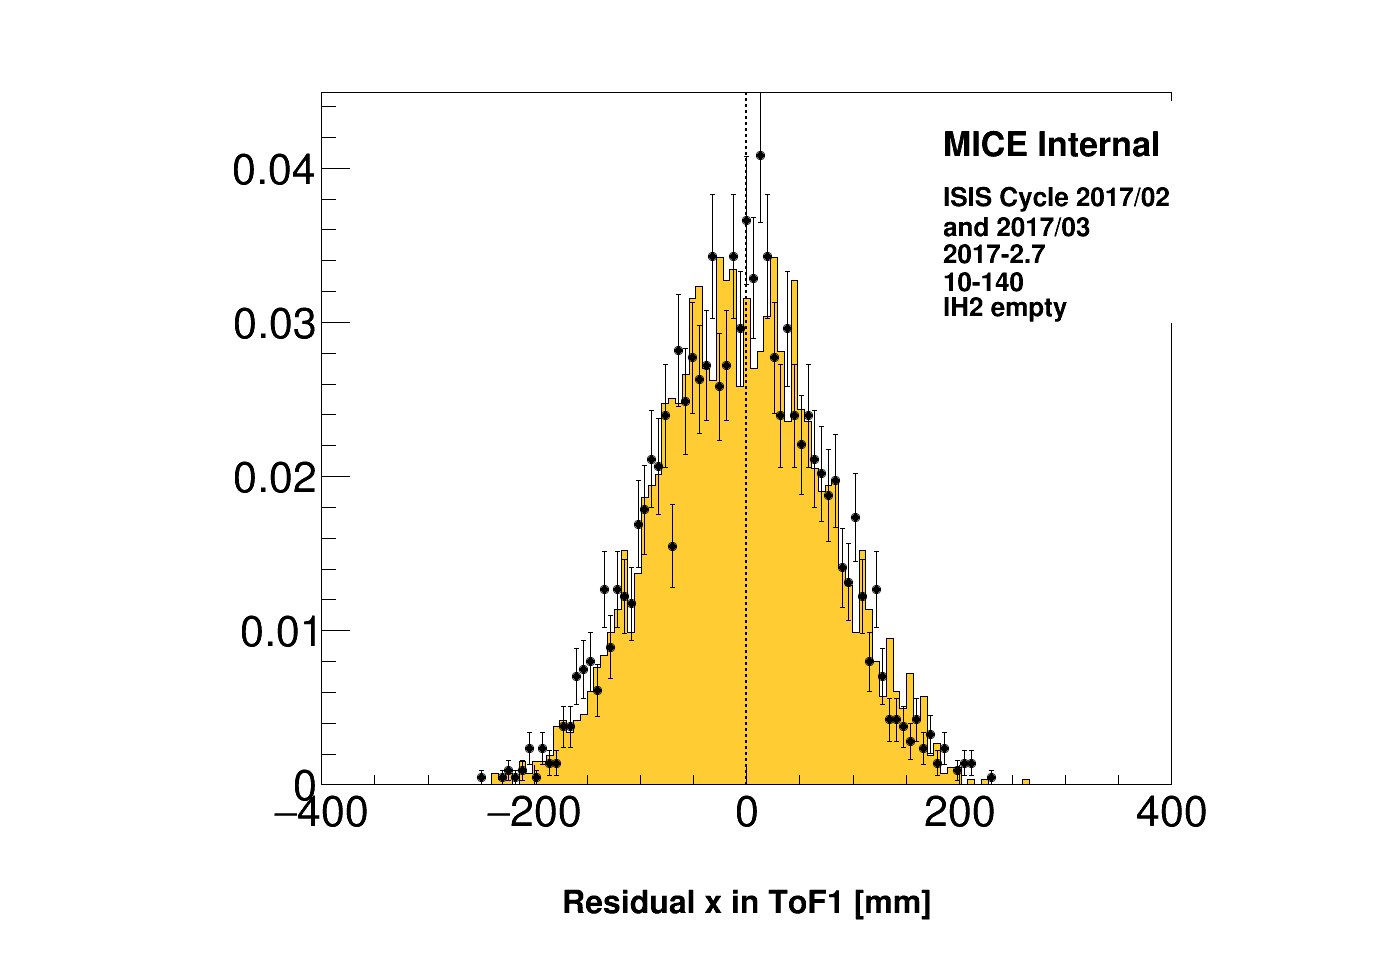 MICE Internal
ISIS Cycle 2017/02
and 2017/03
2017-2.7
10-140
IH2 empty
0.04
0.03
0.02
0.01
0
−400 −200 0 200 400
Residual x in ToF1 [mm]